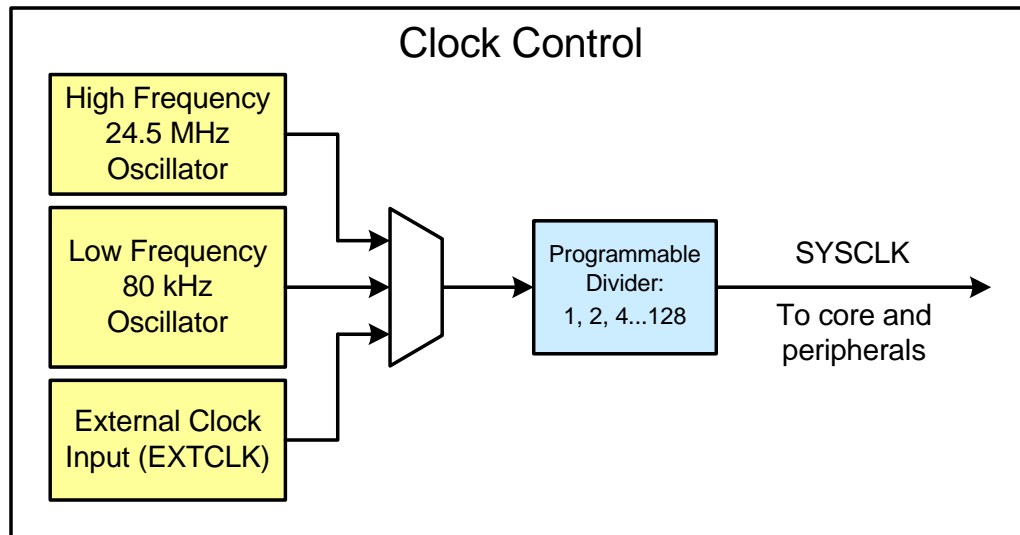 Clock Control
High Frequency
24.5 MHz
Oscillator
Low Frequency
80 kHz
Oscillator
External Clock
Input (EXTCLK)
Programmable
Divider:
1, 2, 4...128
SYSCLK
To core and
peripherals